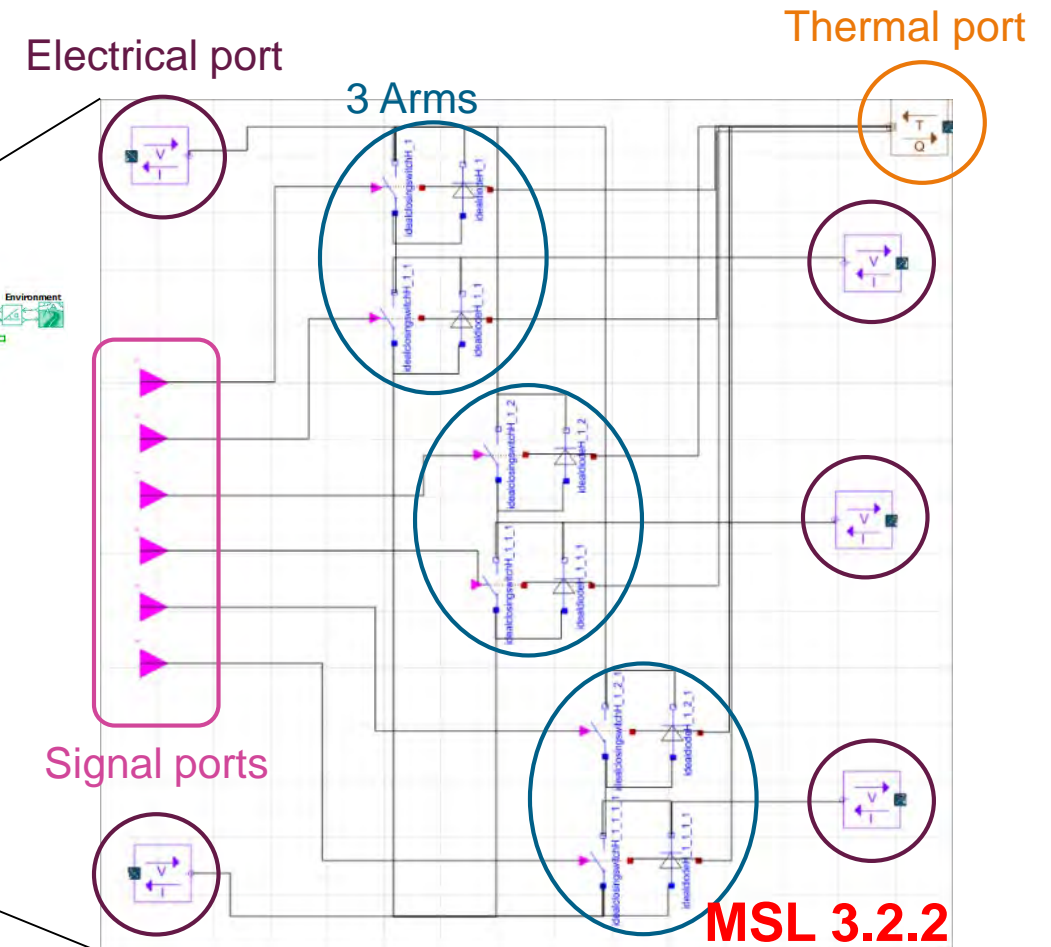 Thermal port
Electrical port
3 Arms
V
I
T
Q
idealclosingswitchH_1
idealdiodeH_1
V
I
idealclosingswitchH_1_1
idealdiodeH_1_1
Environment
idealclosingswitchH_1_2
idealdiodeH_1_2
V
I
idealclosingswitchH_1_1_1
idealdiodeH_1_1_1
idealclosingswitchH_1_2_1
idealdiodeH_1_2_1
Signal ports
V
I
idealclosingswitchH_1_1_1_1
idealdiodeH_1_1_1_1
V
I
MSL 3.2.2